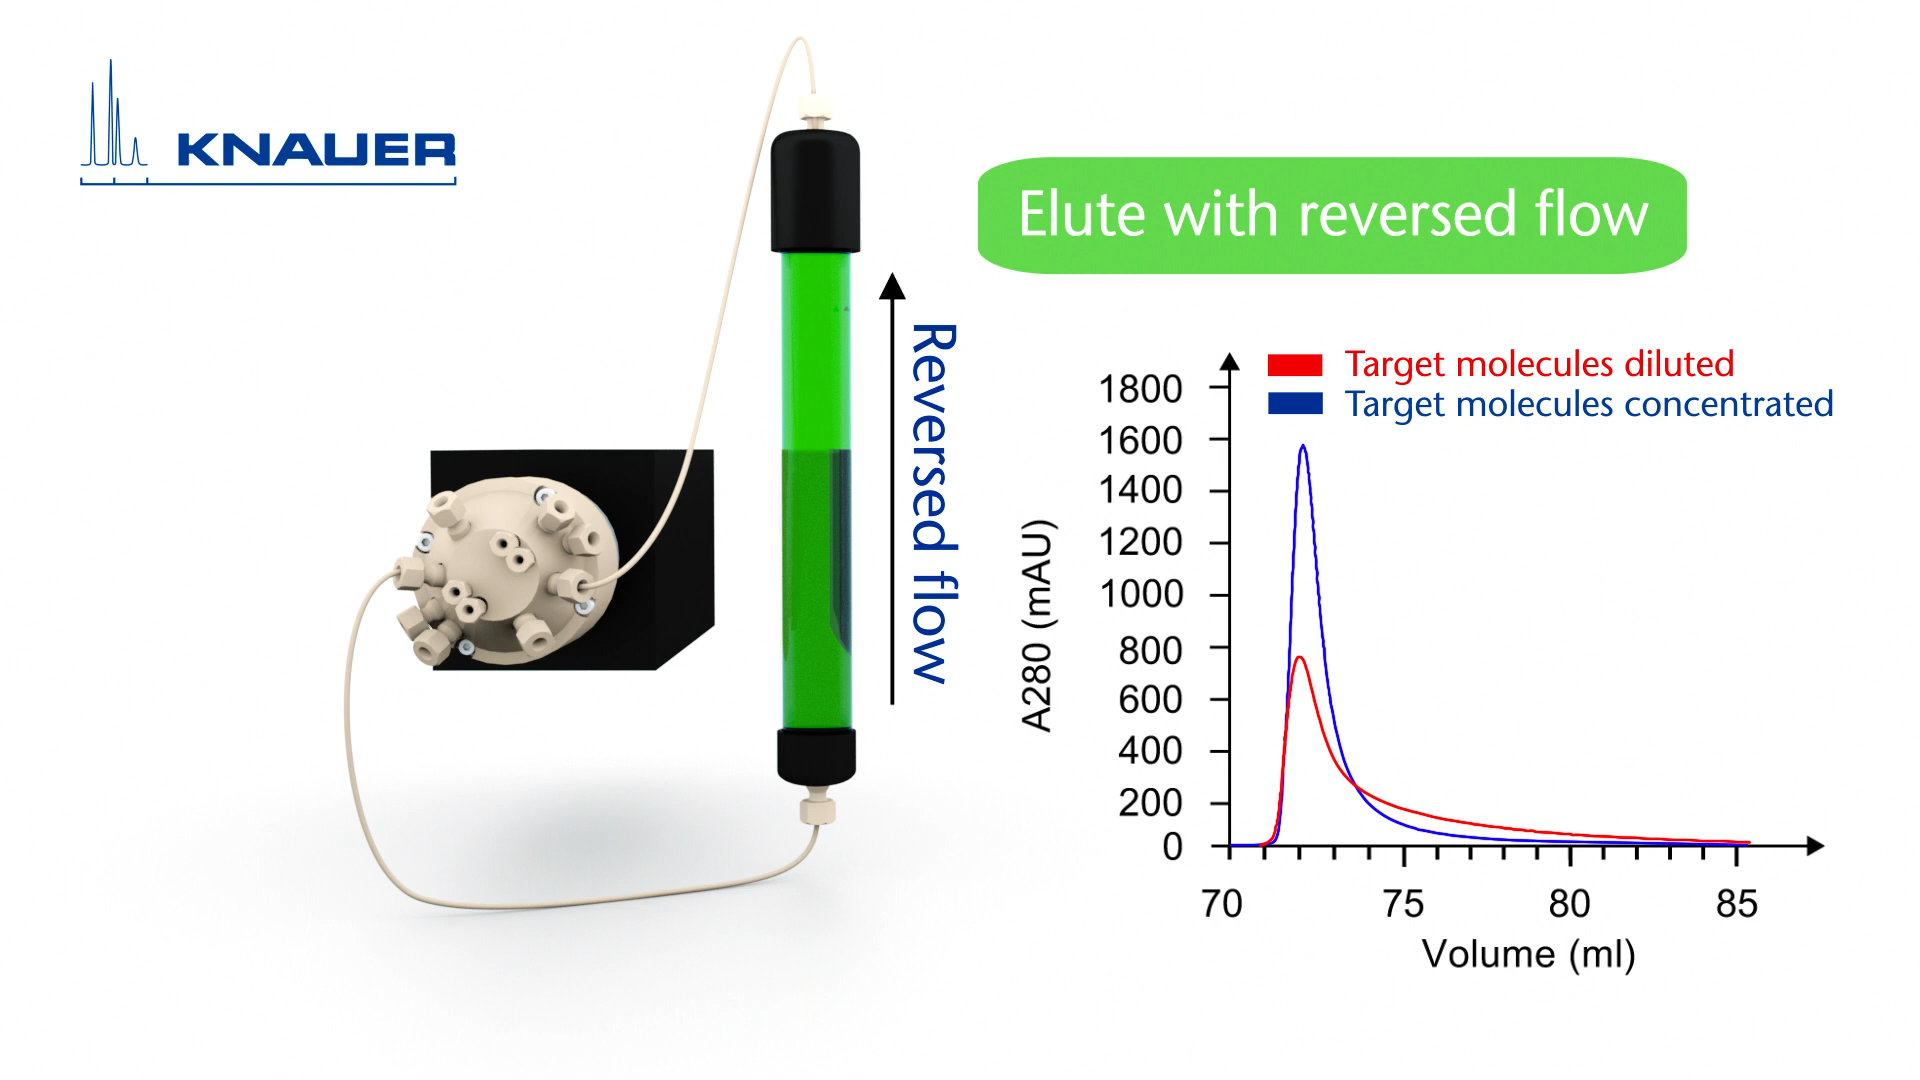 KNAUER
Elute with reversed flow
Reversed flow
Target molecules diluted
Target molecules concentrated
A280 (mAU)
1800
1600
1400
1200
1000
800
600
400
200
0
70 75 80 85
Volume (ml)